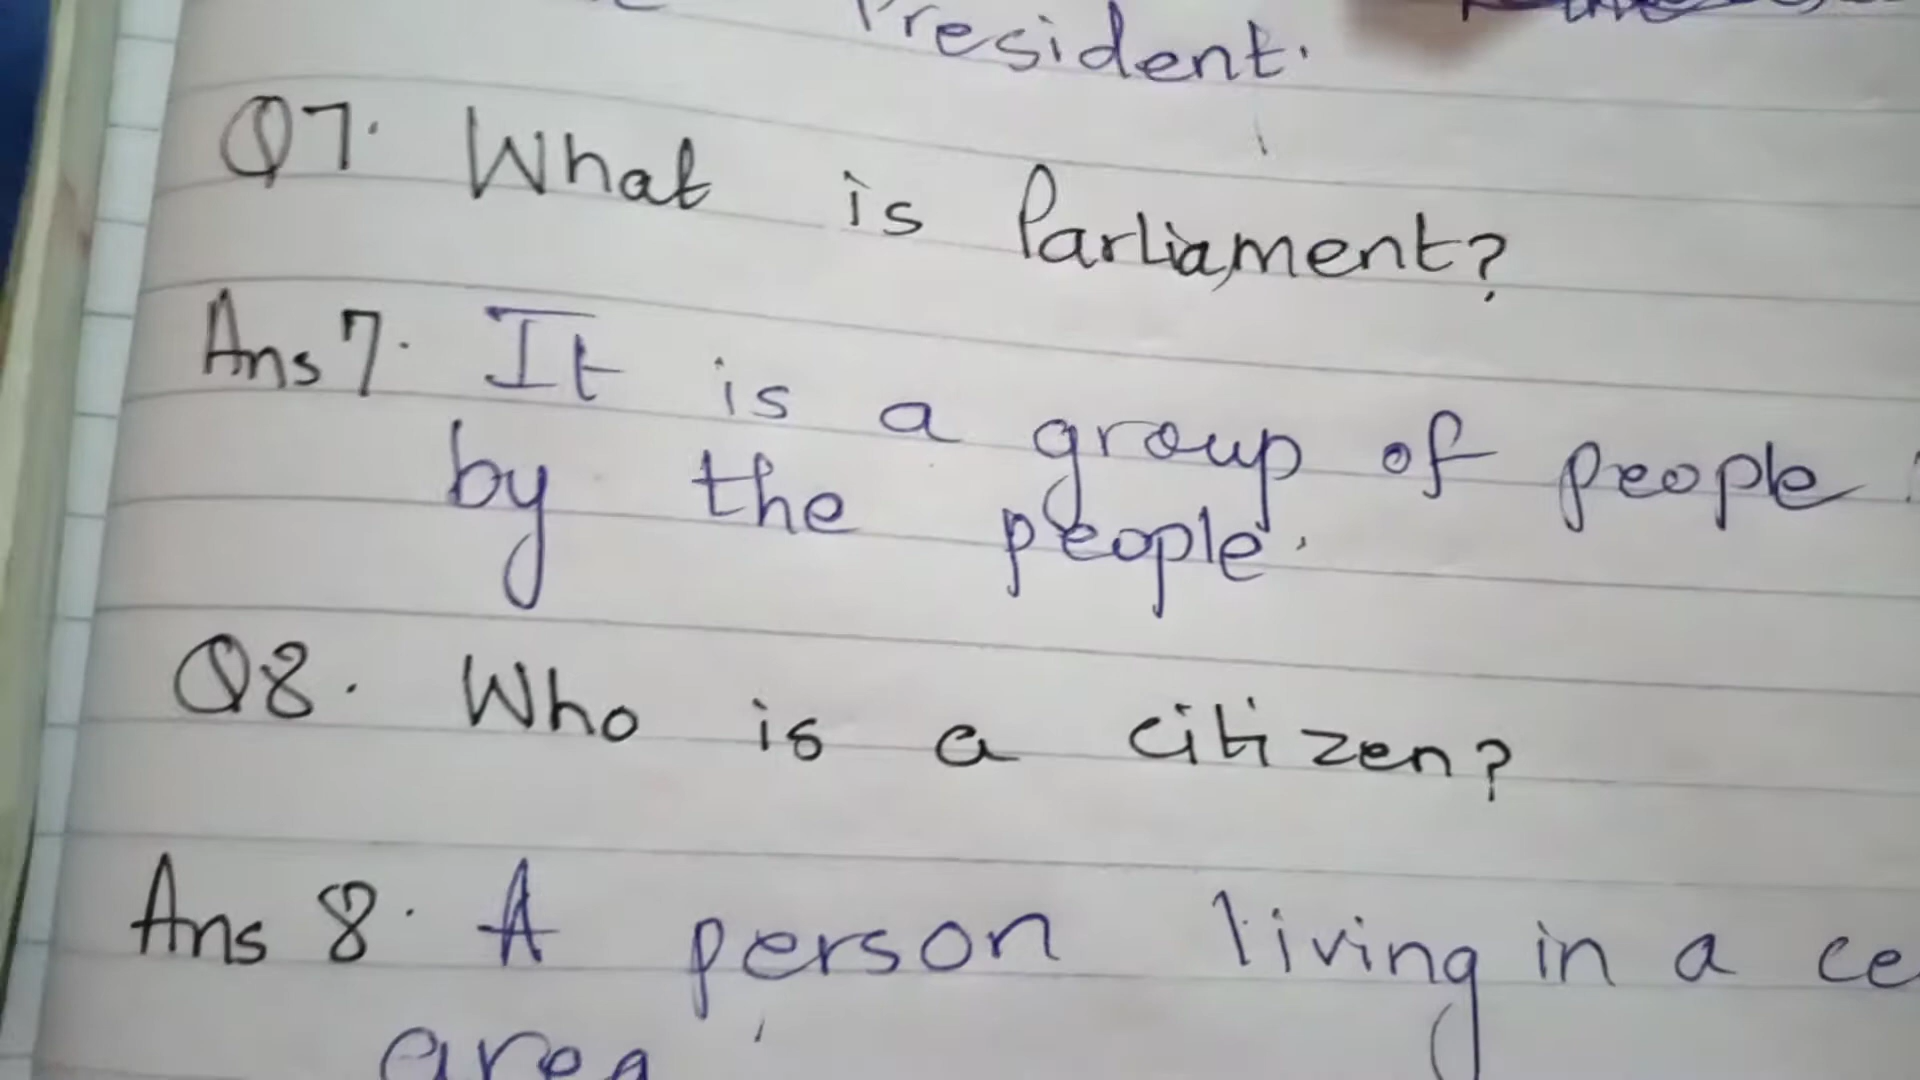 President.
Q7. What is Parliament?
Ans 7. It is a group of people
by the people.
Q8. Who is a citizen?
Ans 8. A person living in a
area